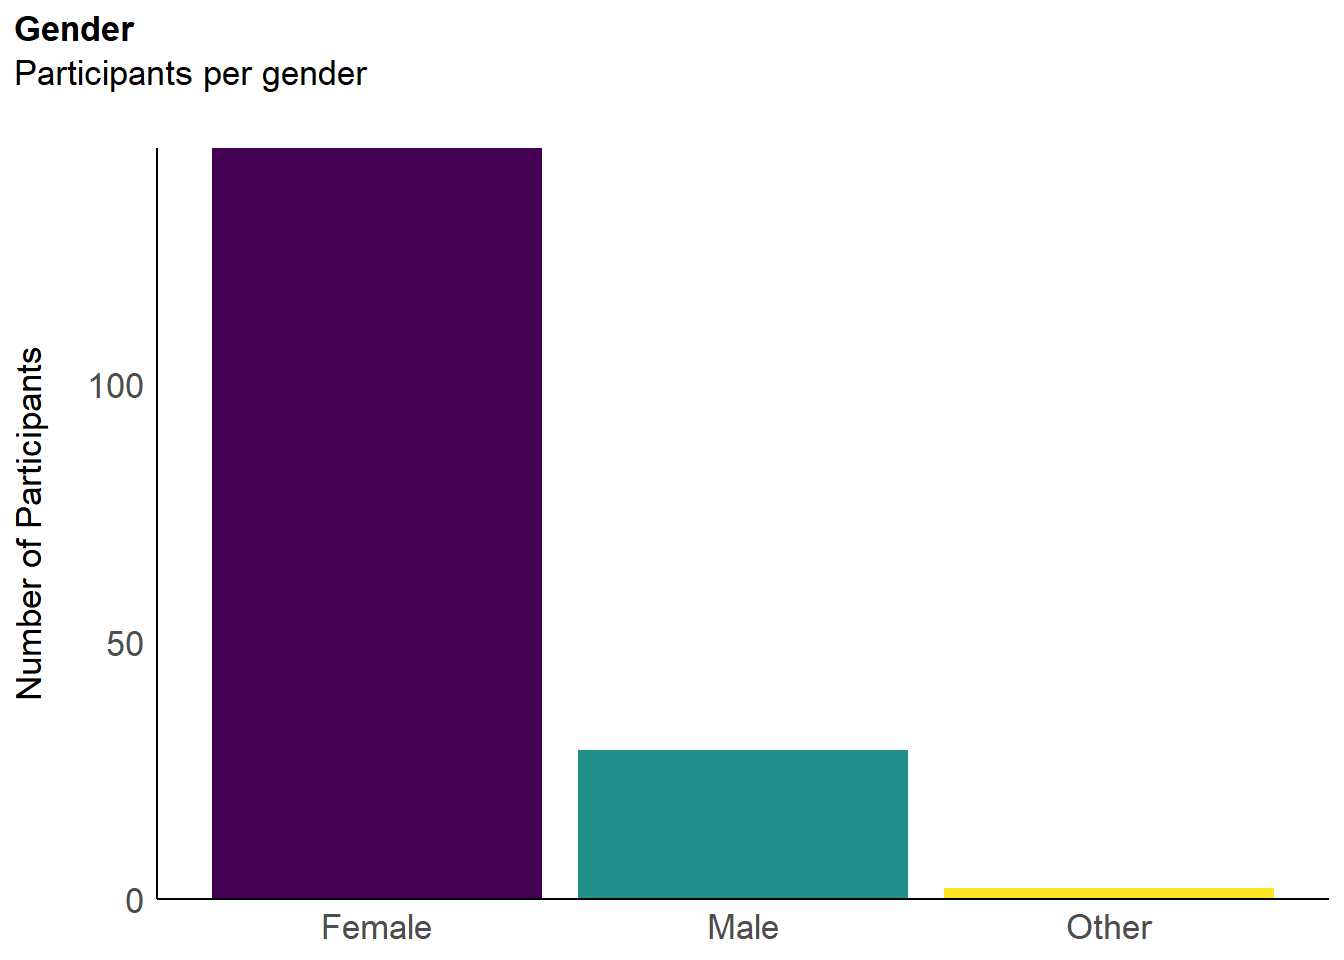 Gender
Participants per gender
Number of Participants
100
50
0
Female
Male
Other